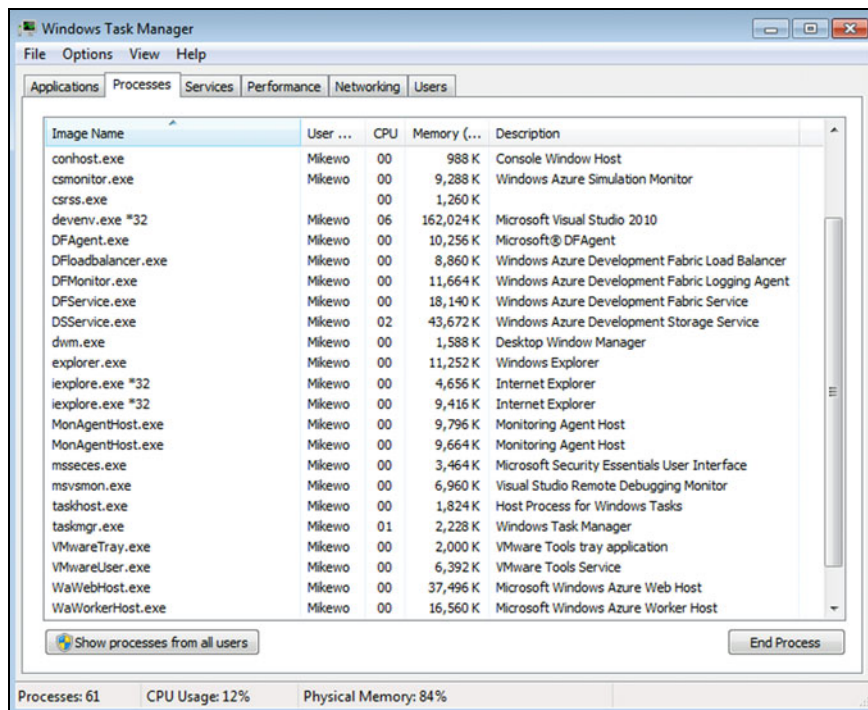 Windows Task Manager
File Options View Help
Applications Processes Services Performance Networking Users
Image Name User ... CPU Memory (... Description
conhost.exe Mikewo 00 988 K Console Window Host
csmonitor.exe Mikewo 00 9,288 K Windows Azure Simulation Monitor
csrss.exe 00 1,260 K
devenv.exe *32 Mikewo 06 162,024 K Microsoft Visual Studio 2010
DFAgent.exe Mikewo 00 10,256 K Microsoft® DFAgent
DFloadbalancer.exe Mikewo 00 8,860 K Windows Azure Development Fabric Load Balancer
DFMonitor.exe Mikewo 00 11,664 K Windows Azure Development Fabric Logging Agent
DFService.exe Mikewo 00 18,140 K Windows Azure Development Fabric Service
DSService.exe Mikewo 02 43,672 K Windows Azure Development Storage Service
dwm.exe Mikewo 00 1,588 K Desktop Window Manager
explorer.exe Mikewo 00 11,252 K Windows Explorer
iexplore.exe *32 Mikewo 00 4,656 K Internet Explorer
iexplore.exe *32 Mikewo 00 9,416 K Internet Explorer
MonAgentHost.exe Mikewo 00 9,796 K Monitoring Agent Host
MonAgentHost.exe Mikewo 00 9,664 K Monitoring Agent Host
msseces.exe Mikewo 00 3,464 K Microsoft Security Essentials User Interface
msvsmon.exe Mikewo 00 6,960 K Visual Studio Remote Debugging Monitor
taskhost.exe Mikewo 00 1,824 K Host Process for Windows Tasks
taskmgr.exe Mikewo 01 2,228 K Windows Task Manager
VMwareTray.exe Mikewo 00 2,000 K VMware Tools tray application
VMwareUser.exe Mikewo 00 6,392 K VMware Tools Service
WaWebHost.exe Mikewo 00 37,496 K Microsoft Windows Azure Web Host
WaWorkerHost.exe Mikewo 00 16,560 K Microsoft Windows Azure Worker Host
Show processes from all users End Process
Processes: 61 CPU Usage: 12% Physical Memory: 84%